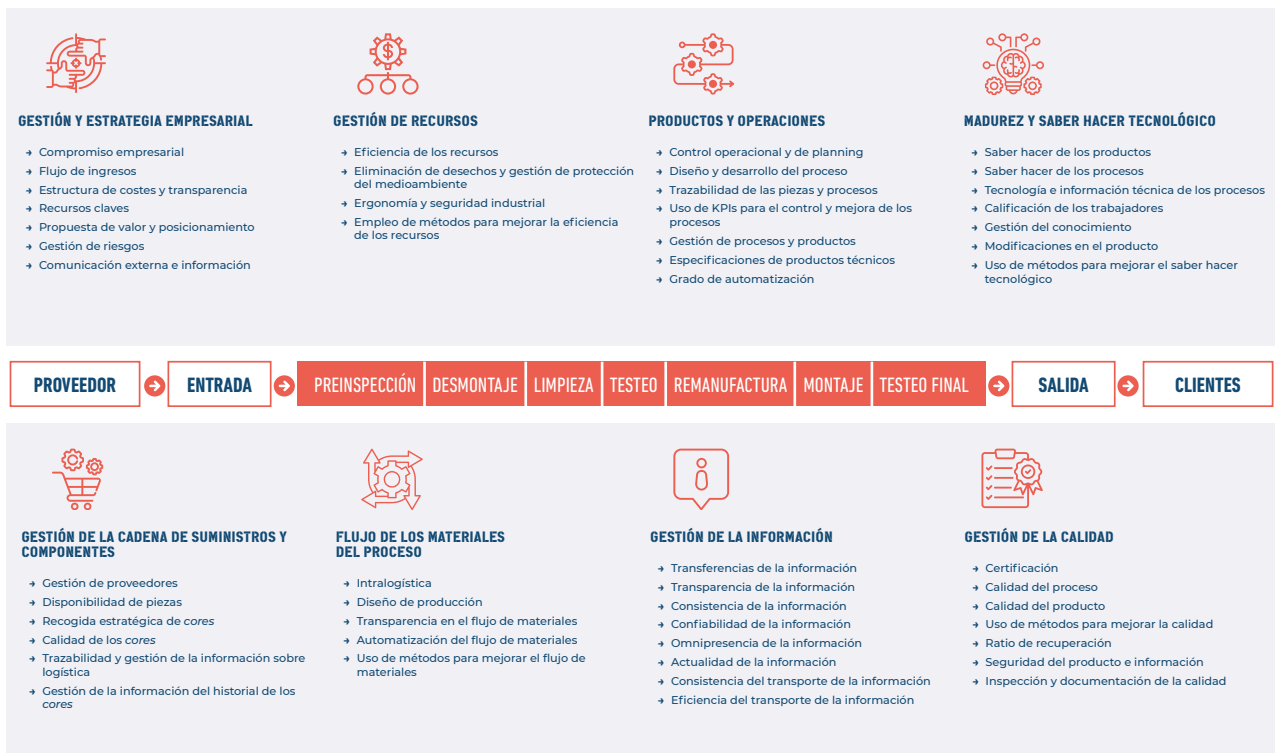 GESTIÓN Y ESTRATEGIA EMPRESARIAL
→ Compromiso empresarial
→ Flujo de ingresos
→ Estructura de costes y transparencia
→ Recursos claves
→ Propuesta de valor y posicionamiento
→ Gestión de riesgos
→ Comunicación externa e información
$
GESTIÓN DE RECURSOS
→ Eficiencia de los recursos
→ Eliminación de desechos y gestión de protección
del medioambiente
→ Ergonomía y seguridad industrial
→ Empleo de métodos para mejorar la eficiencia
de los recursos
PRODUCTOS Y OPERACIONES
→ Control operacional y de planning
→ Diseño y desarrollo del proceso
→ Trazabilidad de las piezas y procesos
→ Uso de KPIs para el control y mejora de los
procesos
→ Gestión de procesos y productos
→ Especificaciones de productos técnicos
→ Grado de automatización
MADUREZ Y SABER HACER TECNOLÓGICO
→ Saber hacer de los productos
→ Saber hacer de los procesos
→ Tecnología e información técnica de los procesos
→ Calificación de los trabajadores
→ Gestión del conocimiento
→ Modificaciones en el producto
→ Uso de métodos para mejorar el saber hacer
tecnológico
PROVEEDOR → ENTRADA → PREINSPECCIÓN DESMONTAJE LIMPIEZA TESTEO REMANUFACTURA MONTAJE TESTEO FINAL → SALIDA → CLIENTES
GESTIÓN DE LA CADENA DE SUMINISTROS Y
COMPONENTES
→ Gestión de proveedores
→ Disponibilidad de piezas
→ Recogida estratégica de cores
→ Calidad de los cores
→ Trazabilidad y gestión de la información sobre
logística
→ Gestión de la información del historial de los
cores
FLUJO DE LOS MATERIALES
DEL PROCESO
→ Intralogística
→ Diseño de producción
→ Transparencia en el flujo de materiales
→ Automatización del flujo de materiales
→ Uso de métodos para mejorar el flujo de
materiales
GESTIÓN DE LA INFORMACIÓN
→ Transferencias de la información
→ Transparencia de la información
→ Consistencia de la información
→ Confiabilidad de la información
→ Omnipresencia de la información
→ Actualidad de la información
→ Consistencia del transporte de la información
→ Eficiencia del transporte de la información
GESTIÓN DE LA CALIDAD
→ Certificación
→ Calidad del proceso
→ Calidad del producto
→ Uso de métodos para mejorar la calidad
→ Ratio de recuperación
→ Seguridad del producto e información
→ Inspección y documentación de la calidad